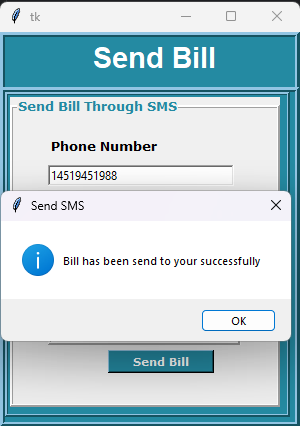 tk
Send Bill
Send Bill Through SMS
Phone Number
14519451988
Send SMS
Bill has been send to your successfully
OK
Send Bill